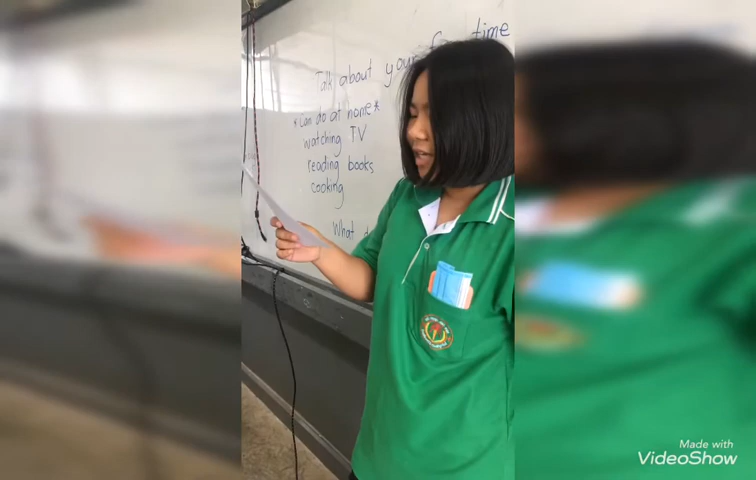 Talk about your f time
*can do at home*
watching TV
reading books
cooking
What d
Made with
VideoShow